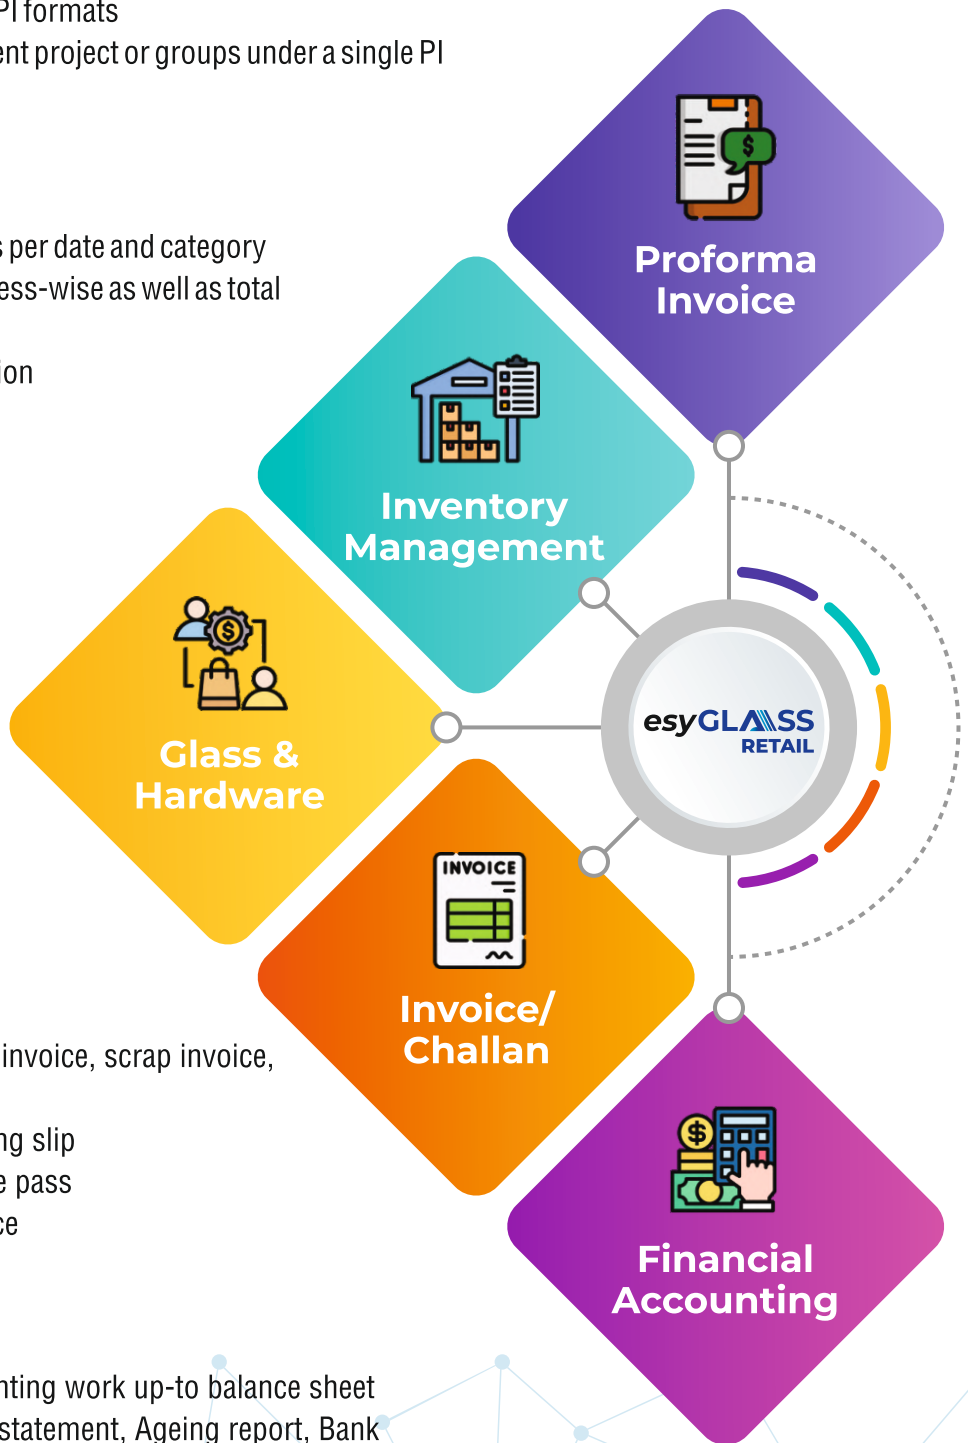 PI formats
ent project or groups under a single PI
Proforma
Invoice
s per date and category
ess-wise as well as total
ion
Inventory
Management
Glass &
Hardware
esyGLASS
RETAIL
INVOICE
Invoice/
Challan
invoice, scrap invoice,
ng slip
e pass
ce
Financial
Accounting
nting work up-to balance sheet
statement, Ageing report, Bank